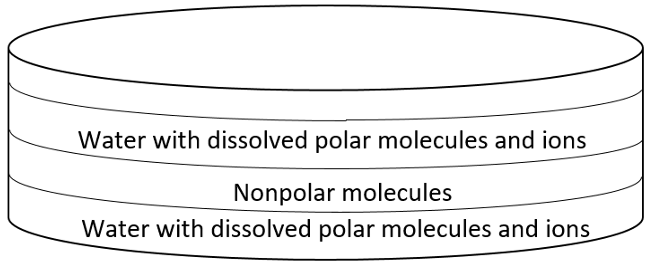 Water with dissolved polar molecules and ions
Nonpolar molecules
Water with dissolved polar molecules and ions